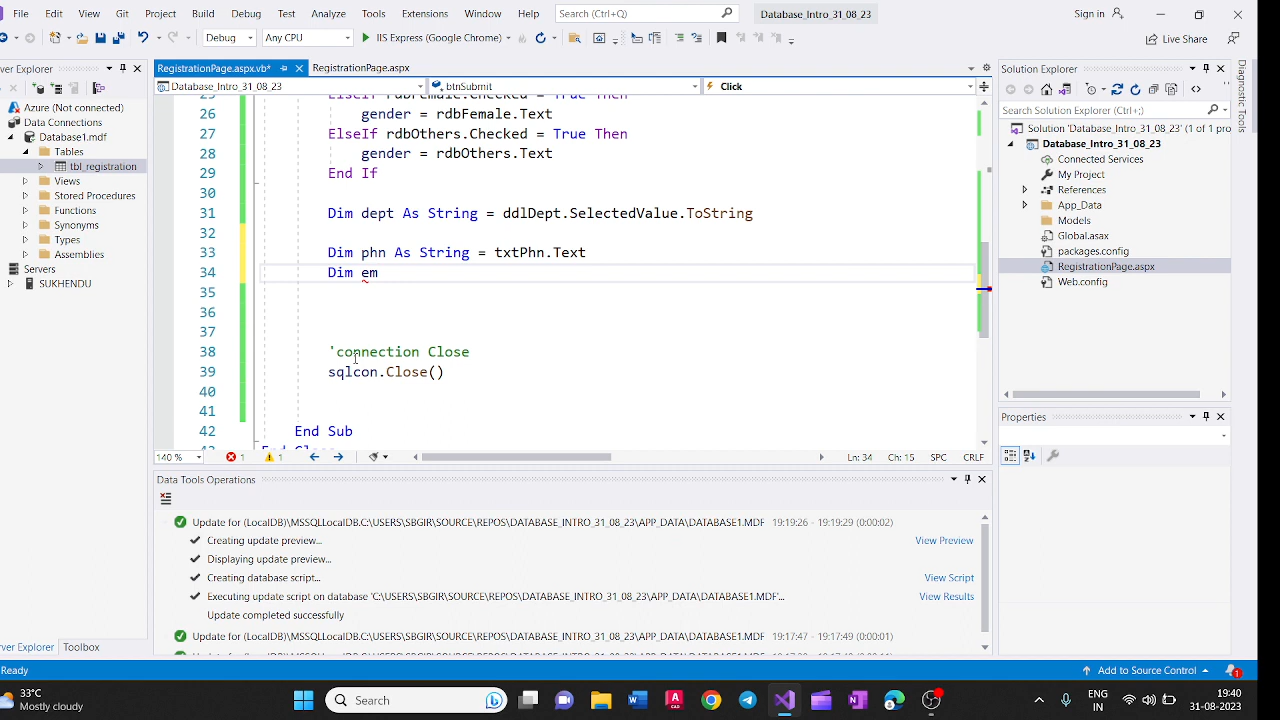 File Edit View Git Project Build Debug Test Analyze Tools Extensions Window Help Search (Ctrl+Q) Database_Intro_31_08_23 Sign in
Debug Any CPU IIS Express (Google Chrome) Live Share
RegistrationPage.aspx.vb* RegistrationPage.aspx
Database_Intro_31_08_23 btnSubmit Click
26 gender = rdbFemale.Text
27 ElseIf rdbOthers.Checked = True Then
28 gender = rdbOthers.Text
29 End If
30
31 Dim dept As String = ddlDept.SelectedValue.ToString
32
33 Dim phn As String = txtPhn.Text
34 Dim em
35
36
37
38 'connection Close
39 sqlcon.Close()
40
41
42 End Sub
140 % 1 1 Ln: 34 Ch: 15 SPC CRLF
ver Explorer
Azure (Not connected)
Data Connections
Database1.mdf
Tables
tbl_registration
Views
Stored Procedures
Functions
Synonyms
Types
Assemblies
Servers
SUKHENDU
ver Explorer Toolbox
Data Tools Operations
Update for (LocalDB)\MSSQLLocalDB.C:\USERS\SBGIR\SOURCE\REPOS\DATABASE_INTRO_31_08_23\APP_DATA\DATABASE1.MDF 19:19:26 - 19:19:29 (0:00:02)
Creating update preview... View Preview
Displaying update preview...
Creating database script... View Script
Executing update script on database 'C:\USERS\SBGIR\SOURCE\REPOS\DATABASE_INTRO_31_08_23\APP_DATA\DATABASE1.MDF'... View Results
Update completed successfully
Update for (LocalDB)\MSSQLLocalDB.C:\USERS\SBGIR\SOURCE\REPOS\DATABASE_INTRO_31_08_23\APP_DATA\DATABASE1.MDF 19:17:47 - 19:17:49 (0:00:01)
Solution Explorer
Search Solution Explorer (Ctrl+;)
Solution 'Database_Intro_31_08_23' (1 of 1 pro
Database_Intro_31_08_23
Connected Services
My Project
References
App_Data
Models
Global.asax
packages.config
RegistrationPage.aspx
Web.config
Properties
Diagnostic Tools
Ready Add to Source Control 1
33°C
Mostly cloudy
Search
ENG
IN
19:40
31-08-2023